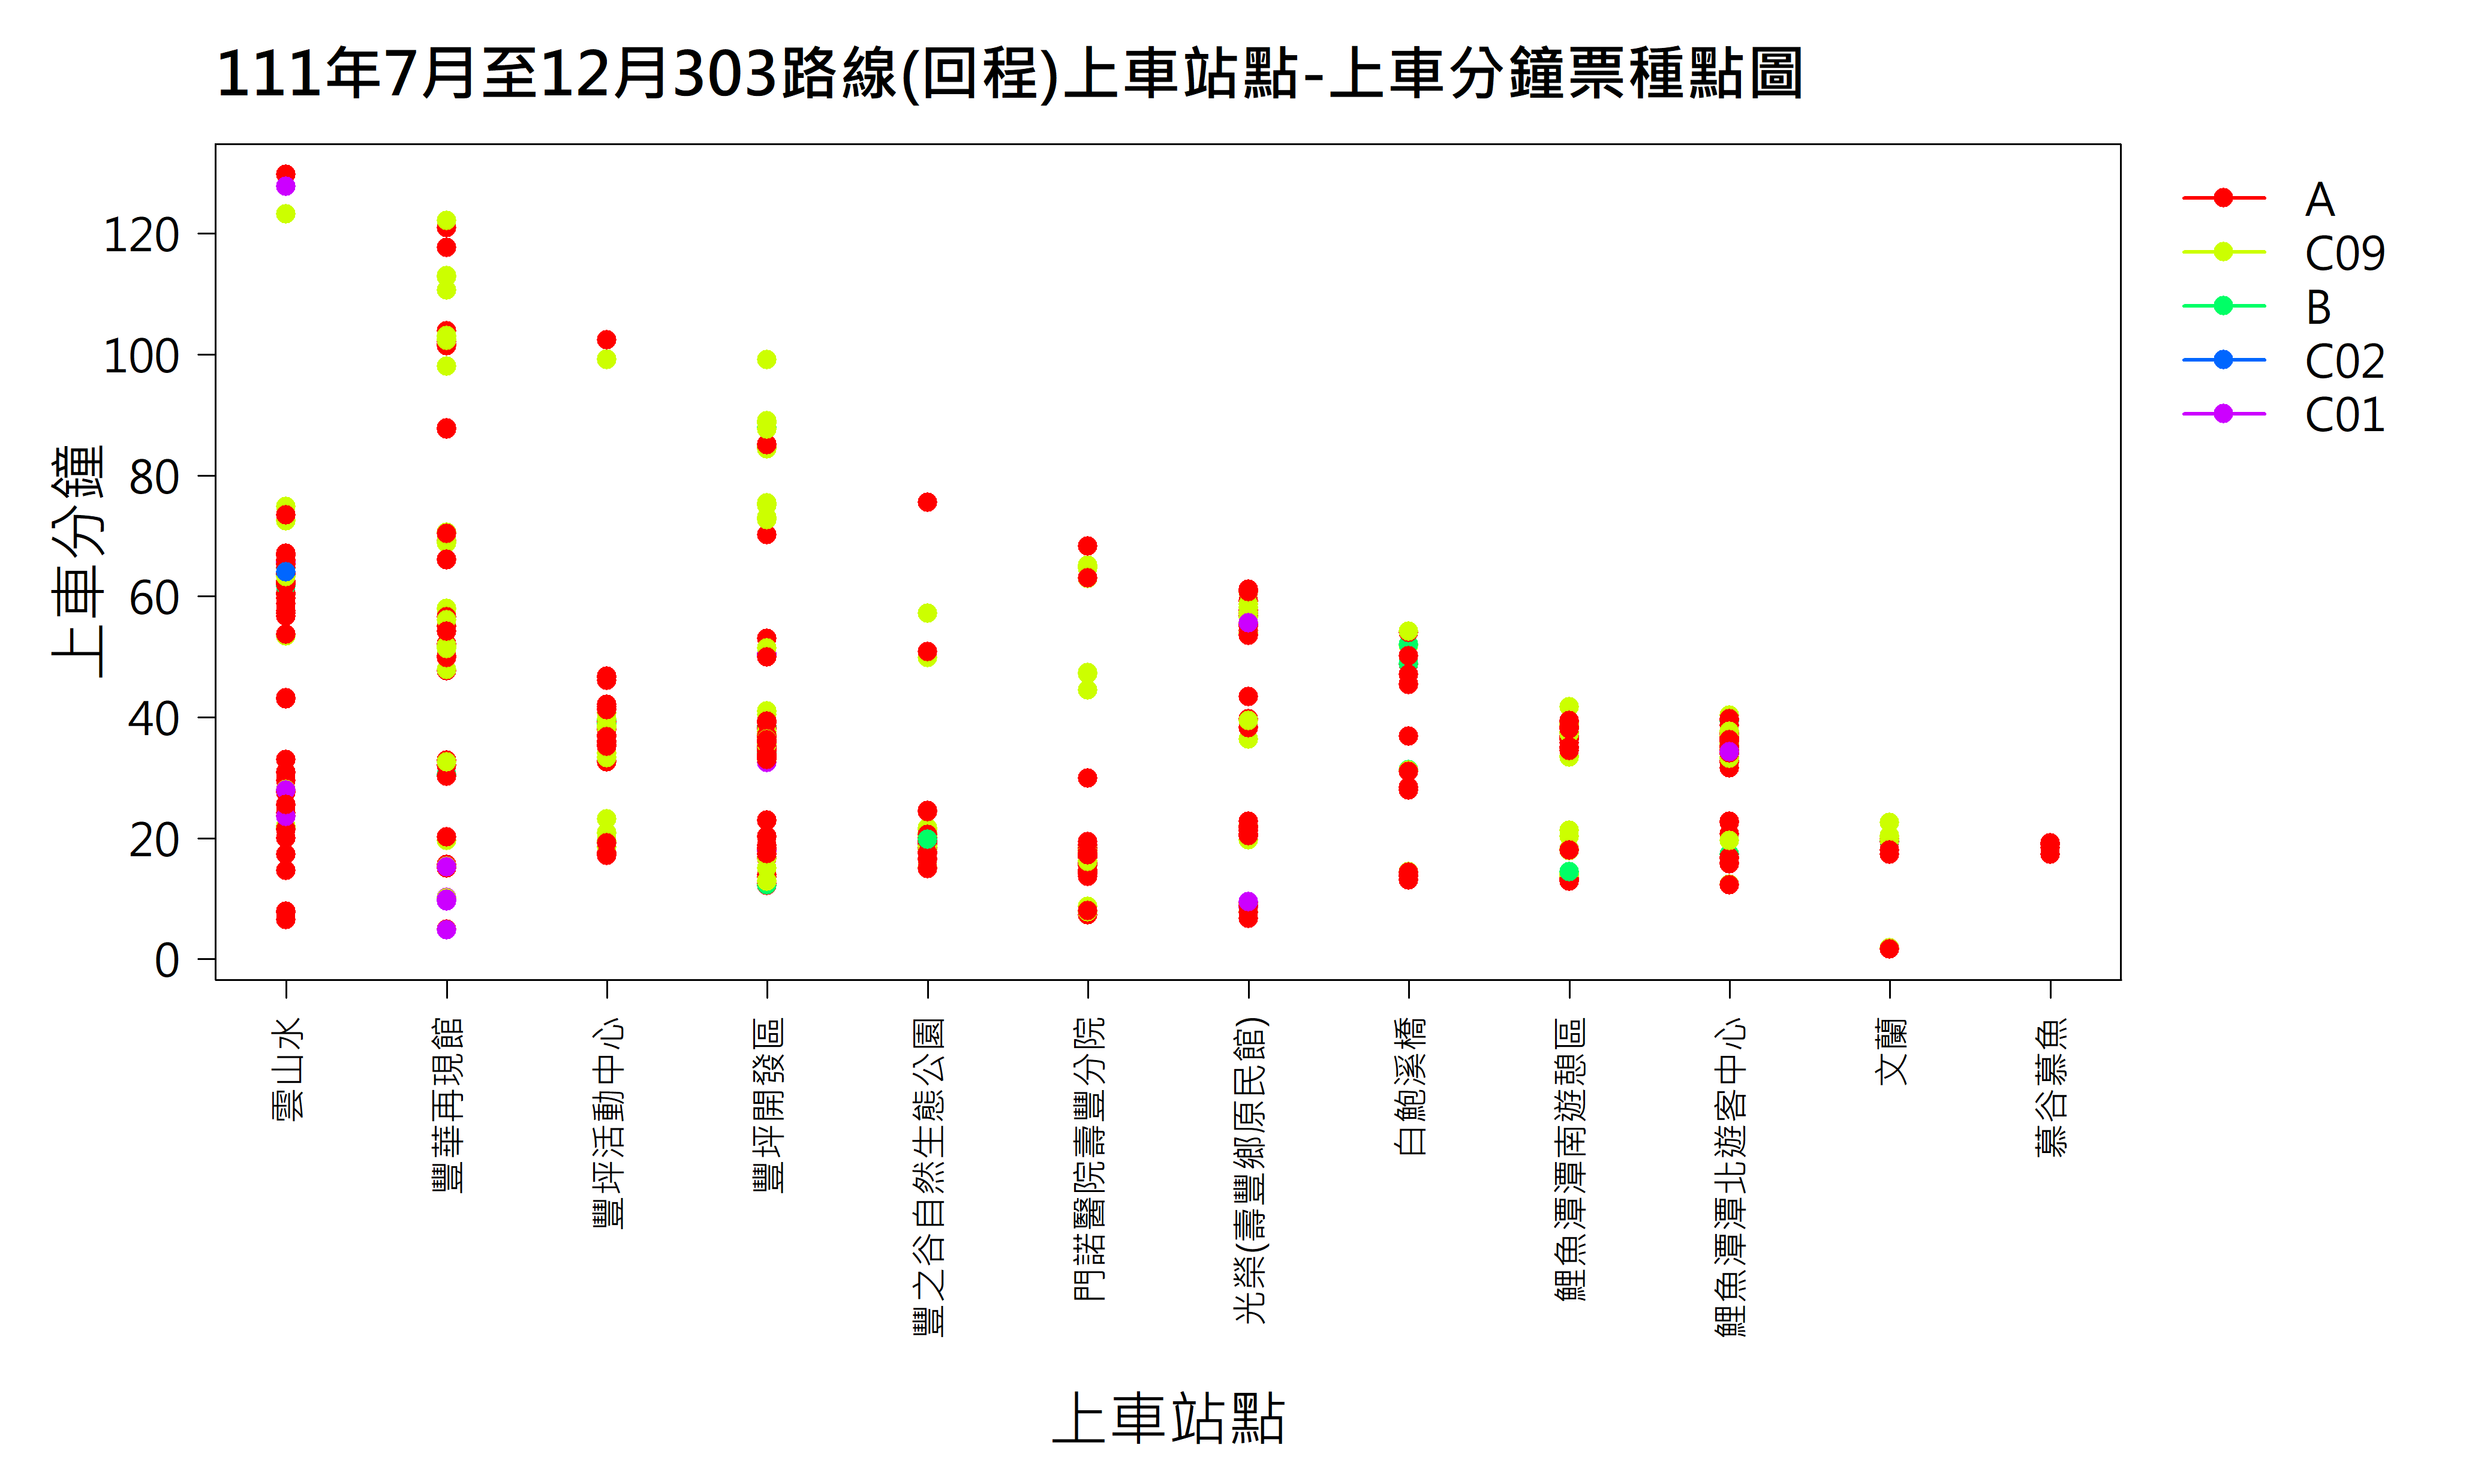 111年7月至12月303路線(回程)上車站點-上車分鐘票種點圖
上車分鐘
120
100
80
60
40
20
0
A
C09
B
C02
C01
雲山水
豐華再現館
豐坪活動中心
豐坪開發區
豐之谷自然生態公園
門諾醫院壽豐分院
光榮(壽豐鄉原民館)
白鮑溪橋
鯉魚潭潭南遊憩區
鯉魚潭潭北遊客中心
文蘭
慕谷慕魚
上車站點